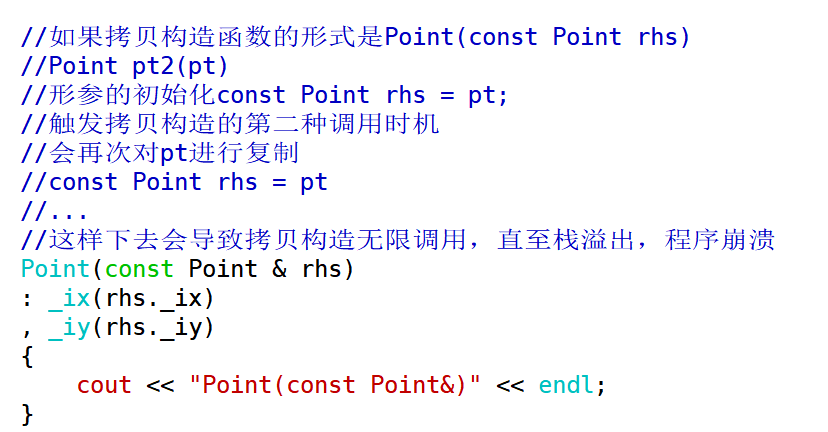 //如果拷贝构造函数的形式是Point(const Point rhs)
//Point pt2(pt)
//形参的初始化const Point rhs = pt;
//触发拷贝构造的第二种调用时机
//会再次对pt进行复制
//const Point rhs = pt
//...
//这样下去会导致拷贝构造无限调用，直至栈溢出，程序崩溃
Point(const Point & rhs)
: _ix(rhs._ix)
, _iy(rhs._iy)
{
    cout << "Point(const Point&)" << endl;
}